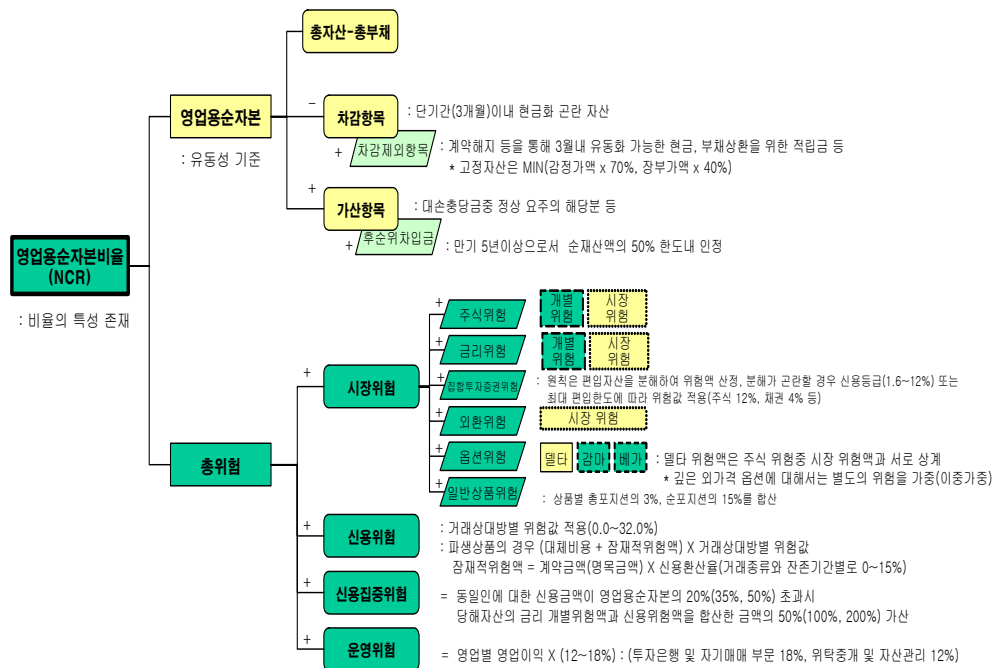 총자산-총부채
영업용순자본
: 유동성 기준
−
차감항목
: 단기간(3개월)이내 현금화 곤란 자산
+
차감제외항목
: 계약해지 등을 통해 3월내 유동화 가능한 현금, 부채상환을 위한 적립금 등
* 고정자산은 MIN(감정가액 x 70%, 장부가액 x 40%)
+
가산항목
: 대손충당금중 정상 요주의 해당분 등
+
후순위차입금
: 만기 5년이상으로서 순재산액의 50% 한도내 인정
영업용순자본비율
(NCR)
: 비율의 특성 존재
총위험
+
시장위험
+
주식위험
개별
위험
시장
위험
+
금리위험
개별
위험
시장
위험
+
집합투자증권위험
: 원칙은 편입자산을 분해하여 위험액 산정, 분해가 곤란할 경우 신용등급(1.6~12%) 또는
최대 편입한도에 따라 위험값 적용(주식 12%, 채권 4% 등)
+
외환위험
시장 위험
+
옵션위험
델타
감마
베가
: 델타 위험액은 주식 위험중 시장 위험액과 서로 상계
* 깊은 외가격 옵션에 대해서는 별도의 위험을 가중(이중가중)
+
일반상품위험
: 상품별 총포지션의 3%, 순포지션의 15%를 합산
+
신용위험
: 거래상대방별 위험값 적용(0.0~32.0%)
: 파생상품의 경우 (대체비용 + 잠재적위험액) X 거래상대방별 위험값
잠재적위험액 = 계약금액(명목금액) X 신용환산율(거래종류와 잔존기간별로 0~15%)
+
신용집중위험
= 동일인에 대한 신용금액이 영업용순자본의 20%(35%, 50%) 초과시
당해자산의 금리 개별위험액과 신용위험액을 합산한 금액의 50%(100%, 200%) 가산
+
운영위험
= 영업별 영업이익 X (12~18%) : (투자은행 및 자기매매 부문 18%, 위탁중개 및 자산관리 12%)